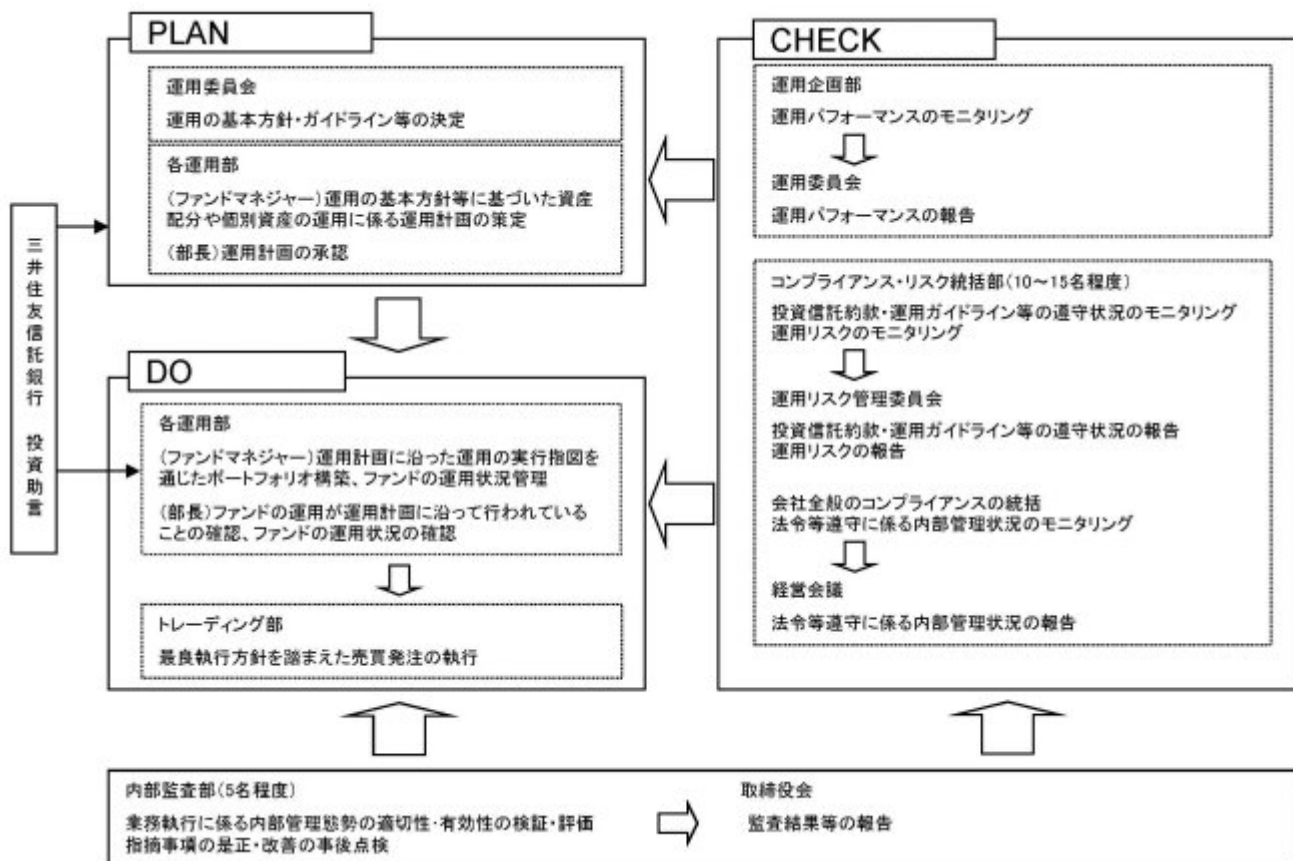 PLAN
運用委員会
運用の基本方針・ガイドライン等の決定
各運用部
(ファンドマネジャー)運用の基本方針等に基づいた資産
配分や個別資産の運用に係る運用計画の策定
(部長)運用計画の承認
三井住友信託銀行 投資助言
DO
各運用部
(ファンドマネジャー)運用計画に沿った運用の実行指図を
通じたポートフォリオ構築、ファンドの運用状況管理
(部長)ファンドの運用が運用計画に沿って行われている
ことの確認、ファンドの運用状況の確認
トレーディング部
最良執行方針を踏まえた売買発注の執行
CHECK
運用企画部
運用パフォーマンスのモニタリング
運用委員会
運用パフォーマンスの報告
コンプライアンス・リスク統括部(10~15名程度)
投資信託約款・運用ガイドライン等の遵守状況のモニタリング
運用リスクのモニタリング
運用リスク管理委員会
投資信託約款・運用ガイドライン等の遵守状況の報告
運用リスクの報告
会社全般のコンプライアンスの統括
法令等遵守に係る内部管理状況のモニタリング
経営会議
法令等遵守に係る内部管理状況の報告
内部監査部(5名程度)
業務執行に係る内部管理態勢の適切性・有効性の検証・評価
指摘事項の是正・改善の事後点検
取締役会
監査結果等の報告